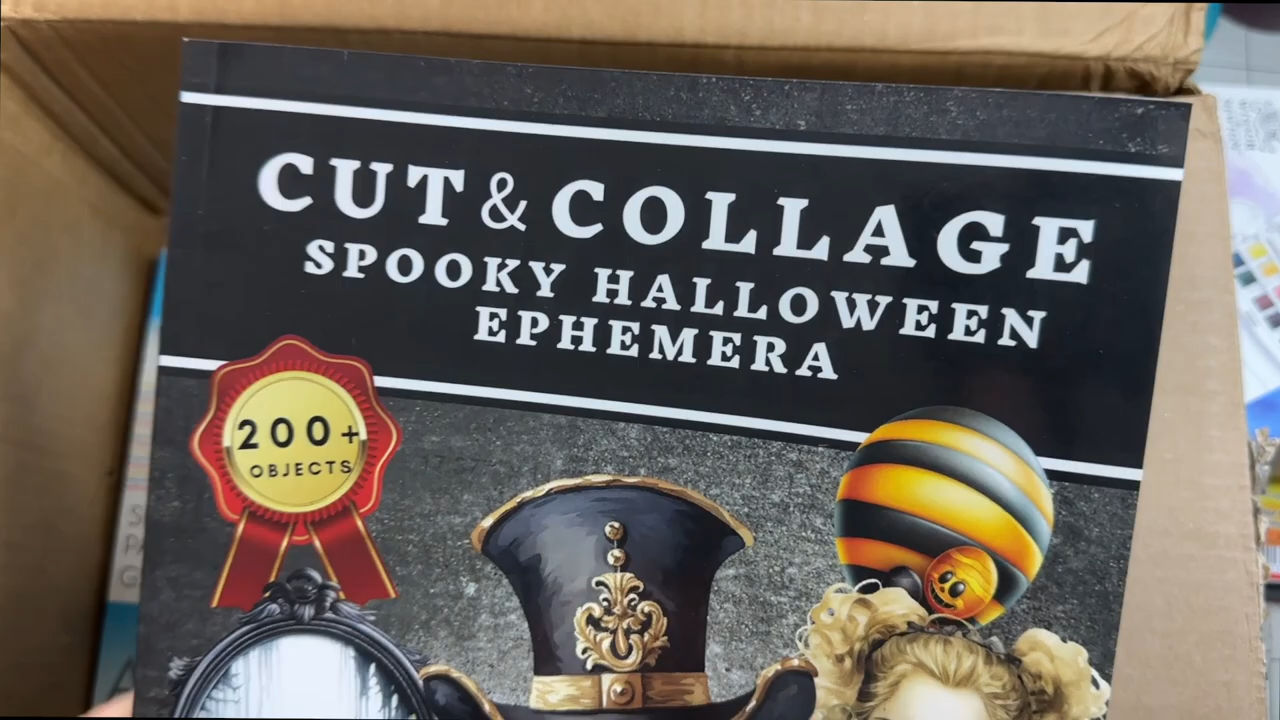 CUT & COLLAGE
SPOOKY HALLOWEEN
EPHEMERA
200+
OBJECTS